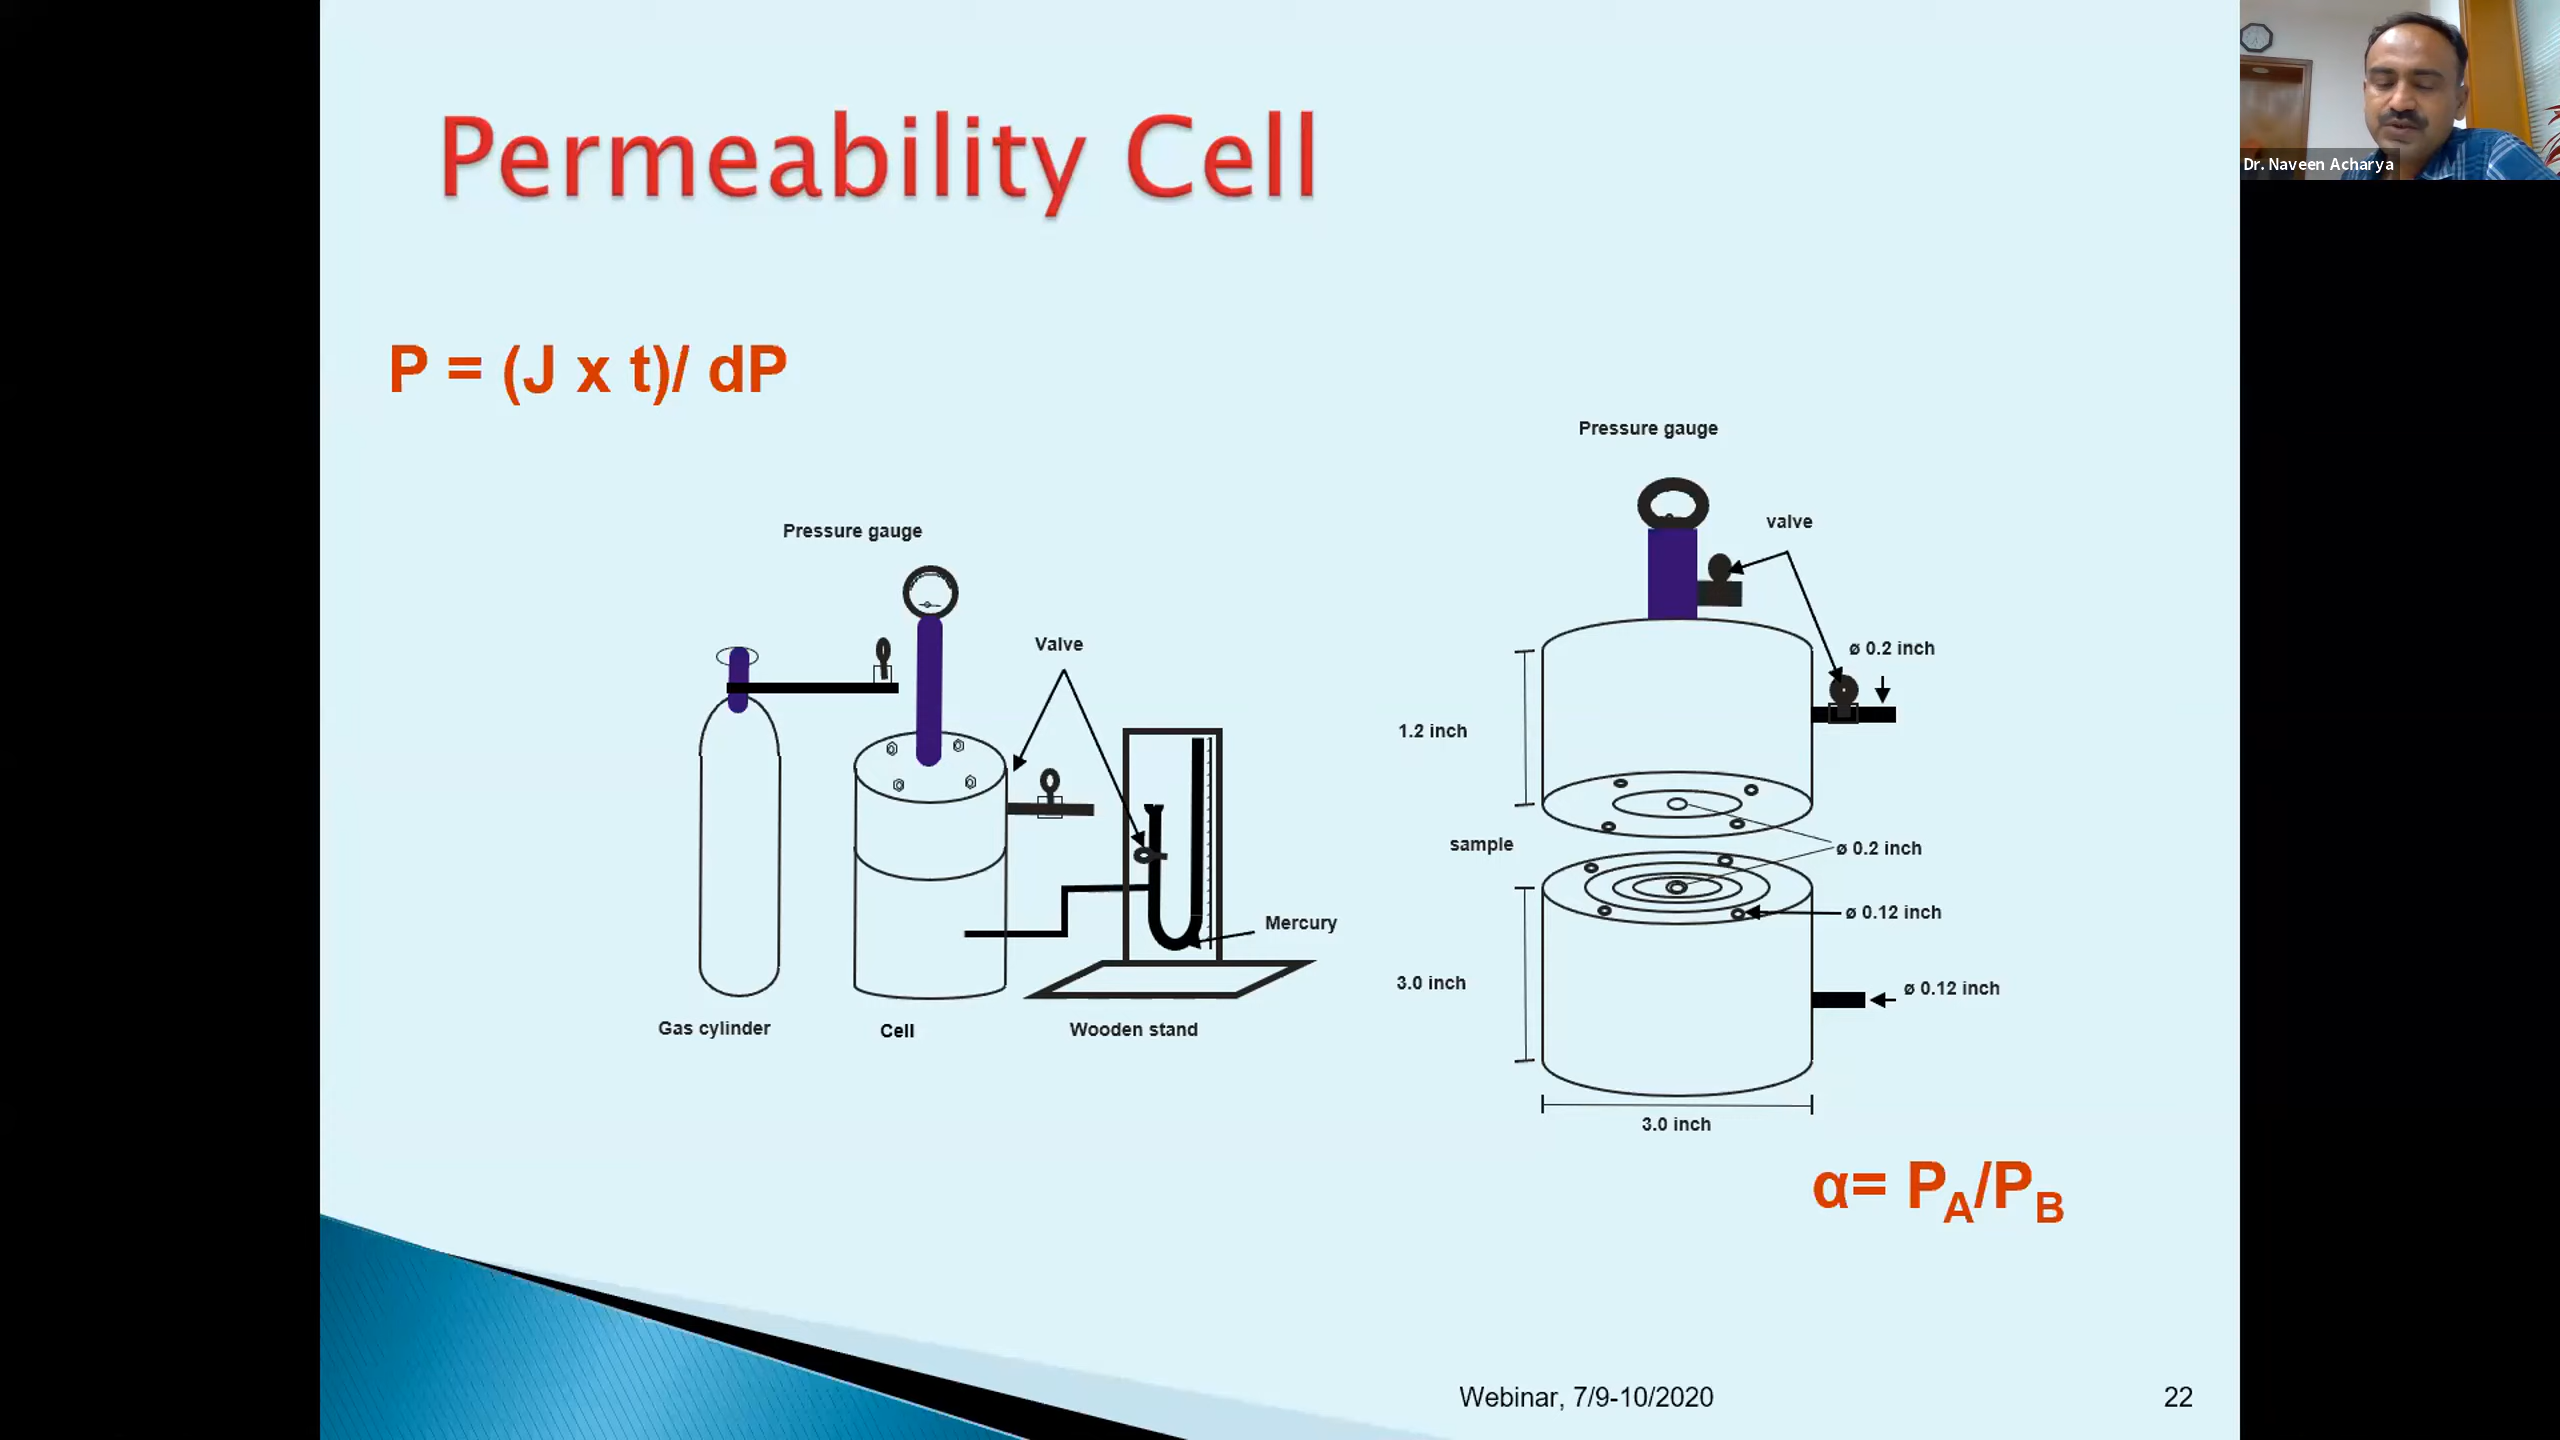 Permeability Cell
Dr. Naveen Acharya
P = (J x t)/ dP
Pressure gauge
Valve
Mercury
Gas cylinder
Cell
Wooden stand
Pressure gauge
valve
ø 0.2 inch
1.2 inch
sample
ø 0.2 inch
ø 0.12 inch
3.0 inch
ø 0.12 inch
3.0 inch
α= PA/PB
Webinar, 7/9-10/2020
22